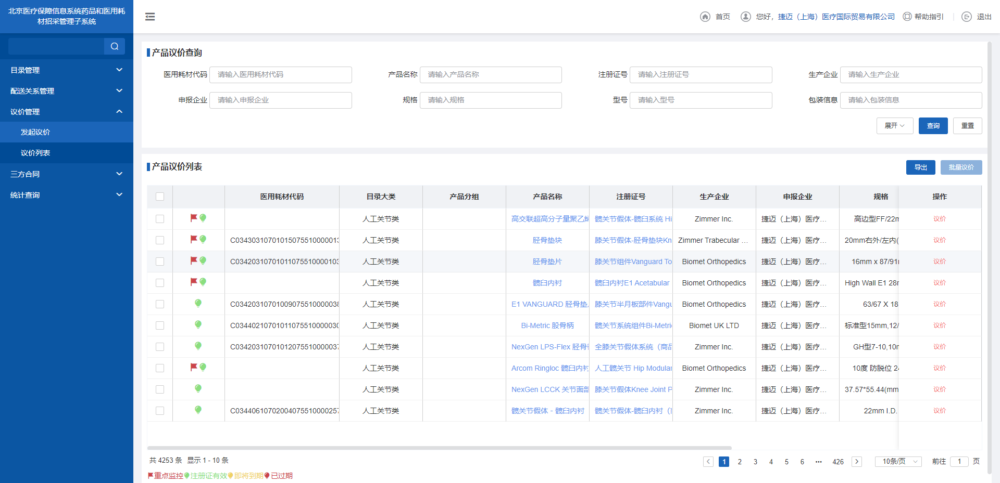 北京医疗保障信息系统药品和医用耗
材招采管理子系统
首页 您好，捷迈（上海）医疗国际贸易有限公司 帮助指引 退出
目录管理
配送关系管理
议价管理
发起议价
议价列表
三方合同
统计查询
产品议价查询
医用耗材代码 请输入医用耗材代码 产品名称 请输入产品名称 注册证号 请输入注册证号 生产企业 请输入生产企业
申报企业 请输入申报企业 规格 请输入规格 型号 请输入型号 包装信息 请输入包装信息
展开 查询 重置
产品议价列表 导出 批量议价
医用耗材代码 目录大类 产品分组 产品名称 注册证号 生产企业 申报企业 规格 操作
人工关节类 高交联超高分子量聚乙烯 髋关节假体-髋臼系统 Hi Zimmer Inc. 捷迈（上海）医疗… 高边型FF/22m 议价
C0343031070101507551000001 人工关节类 胫骨垫块 膝关节假体-胫骨垫块Kn Zimmer Trabecular … 捷迈（上海）医疗… 20mm右外/左内( 议价
C0342031070101107551000103 人工关节类 胫骨垫片 膝关节组件Vanguard To Biomet Orthopedics 捷迈（上海）医疗… 16mm x 87/91 议价
人工关节类 髋臼内衬 髋臼内衬E1 Acetabular Biomet Orthopedics 捷迈（上海）医疗… High Wall E1 28 议价
C0342031070100907551000038 人工关节类 E1 VANGUARD 胫骨垫 膝关节半月板部件Vangu Biomet Orthopedics 捷迈（上海）医疗… 63/67 X 18 议价
C0344021070101107551000030 人工关节类 Bi-Metric 股骨柄 髋关节系统组件Bi-Metri Biomet UK LTD 捷迈（上海）医疗… 标准型15mm,12/ 议价
C0342031070101207551000037 人工关节类 NexGen LPS-Flex 胫骨 全膝关节假体系统（商品 Zimmer Inc. 捷迈（上海）医疗… GH型7-10,10m 议价
人工关节类 Arcom Ringloc 髋臼内衬 人工髋关节 Hip Modular Biomet Orthopedics 捷迈（上海）医疗… 10度 防脱位 24 议价
人工关节类 NexGen LCCK 关节面部 膝关节假体Knee Joint P Zimmer Inc. 捷迈（上海）医疗… 37.57*55.44(mm 议价
C0344061070200407551000257 人工关节类 髋关节假体 - 髋臼内衬 髋关节假体-髋臼内衬（商 Zimmer Inc. 捷迈（上海）医疗… 22mm I.D. 议价
共 4253 条 显示 1 - 10 条 1 2 3 4 5 6 ••• 426 10条/页 前往 1 页
重点监控 注册证有效 即将到期 已过期